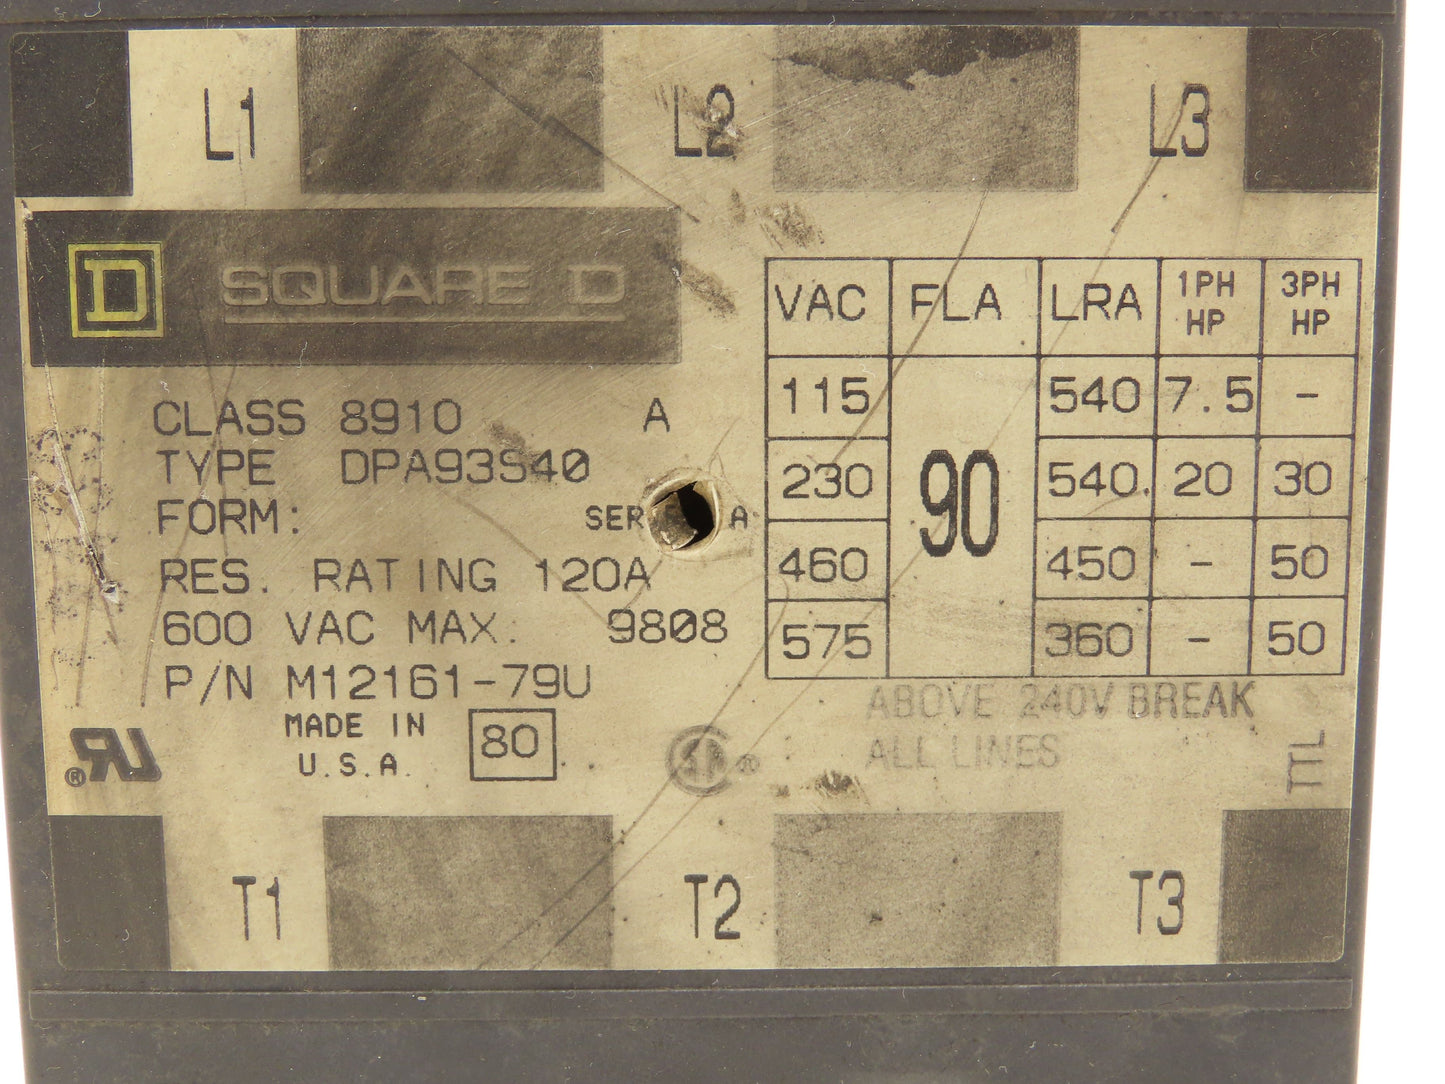 L1 L2 L3
D SQUARE D
CLASS 8910 A
TYPE DPA93S40
FORM: SER A
RES. RATING 120A
600 VAC MAX. 9808
P/N M12161-79U
MADE IN
U.S.A. 80
UR ®
SA ®
VAC FLA LRA 1PH HP 3PH HP
115 540 7.5 -
230 540 20 30
90
460 450 - 50
575 360 - 50
ABOVE 240V BREAK
ALL LINES
TTL
T1 T2 T3